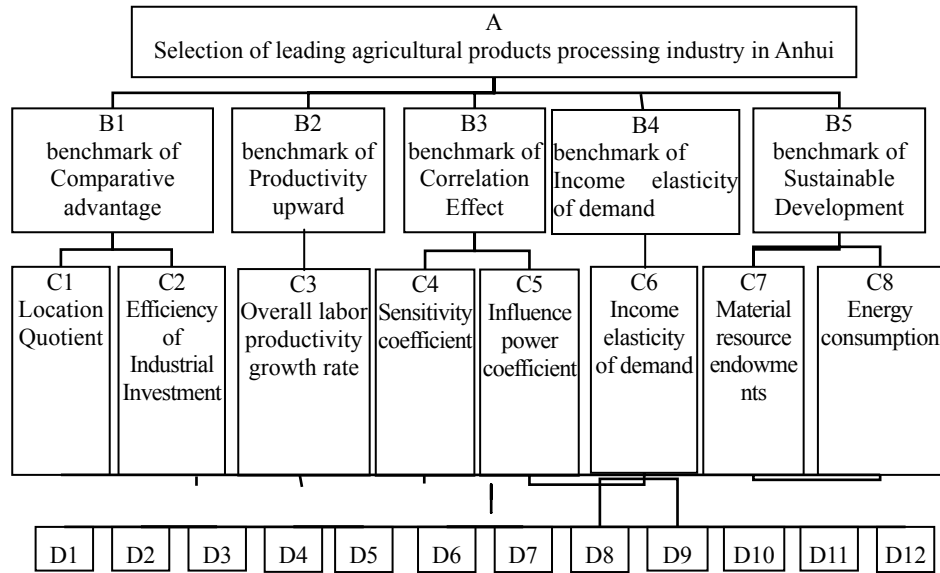 A
Selection of leading agricultural products processing industry in Anhui
B1
benchmark of
Comparative
advantage
B2
benchmark of
Productivity
upward
B3
benchmark of
Correlation
Effect
B4
benchmark of
Income elasticity
of demand
B5
benchmark of
Sustainable
Development
C1
Location
Quotient
C2
Efficiency
of
Industrial
Investment
C3
Overall labor
productivity
growth rate
C4
Sensitivity
coefficient
C5
Influence
power
coefficient
C6
Income
elasticity
of demand
C7
Material
resource
endowme
nts
C8
Energy
consumption
D1
D2
D3
D4
D5
D6
D7
D8
D9
D10
D11
D12